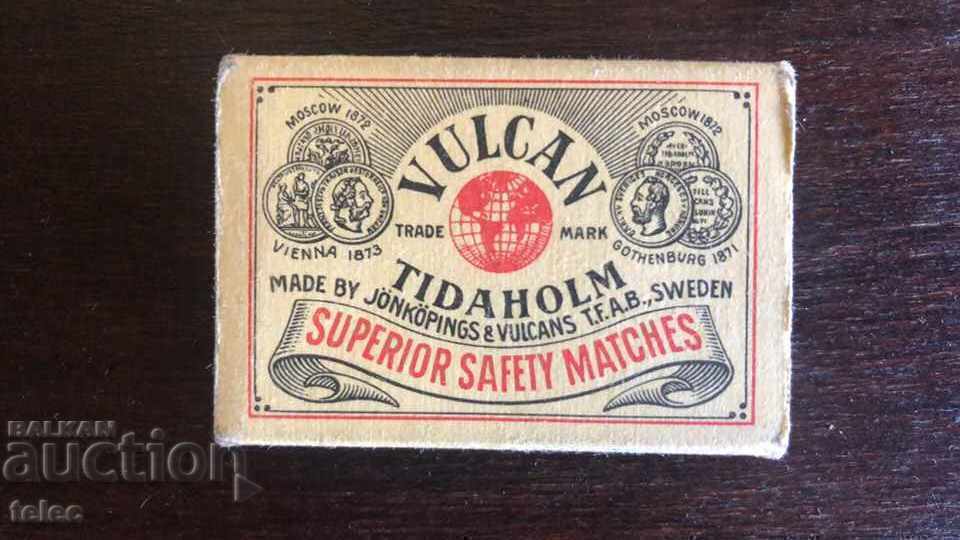 MOSCOW 1872
MOSCOW 1872
VULCAN
TRADE MARK
VIENNA 1873
GOTHENBURG 1871
TIDAHOLM
MADE BY JÖNKÖPINGS & VULCANS T.F.A.B., SWEDEN
SUPERIOR SAFETY MATCHES
BALKAN
auction
telec